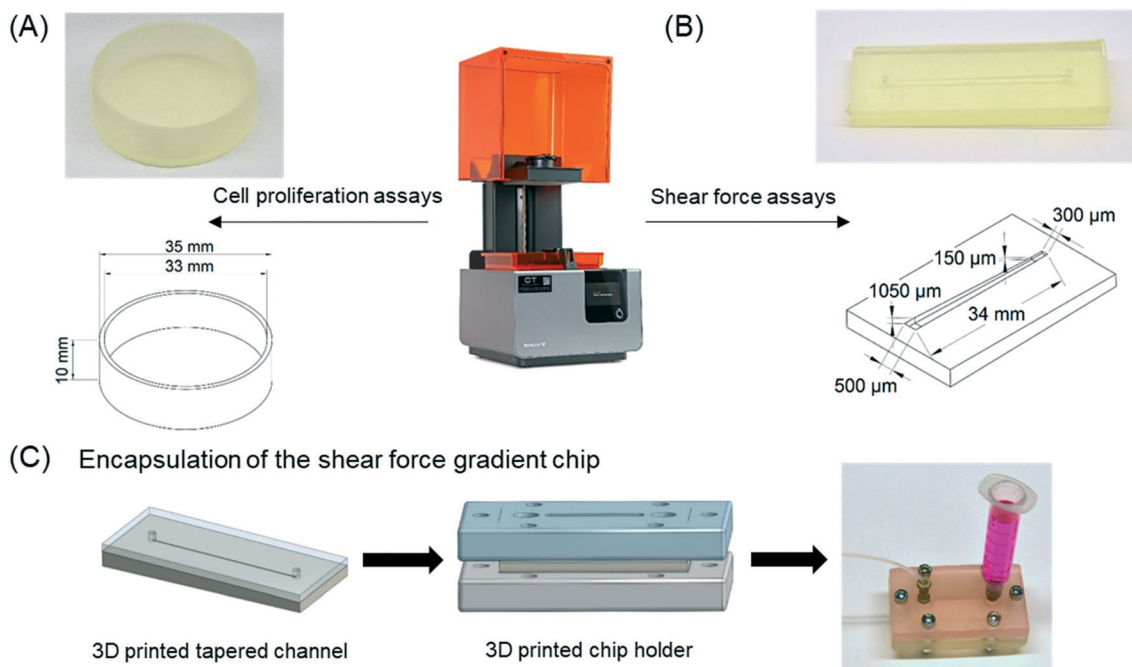 (A)
(B)
Cell proliferation assays
Shear force assays
35 mm
33 mm
10 mm
300 µm
150 µm
1050 µm
34 mm
500 µm
(C) Encapsulation of the shear force gradient chip
3D printed tapered channel
3D printed chip holder